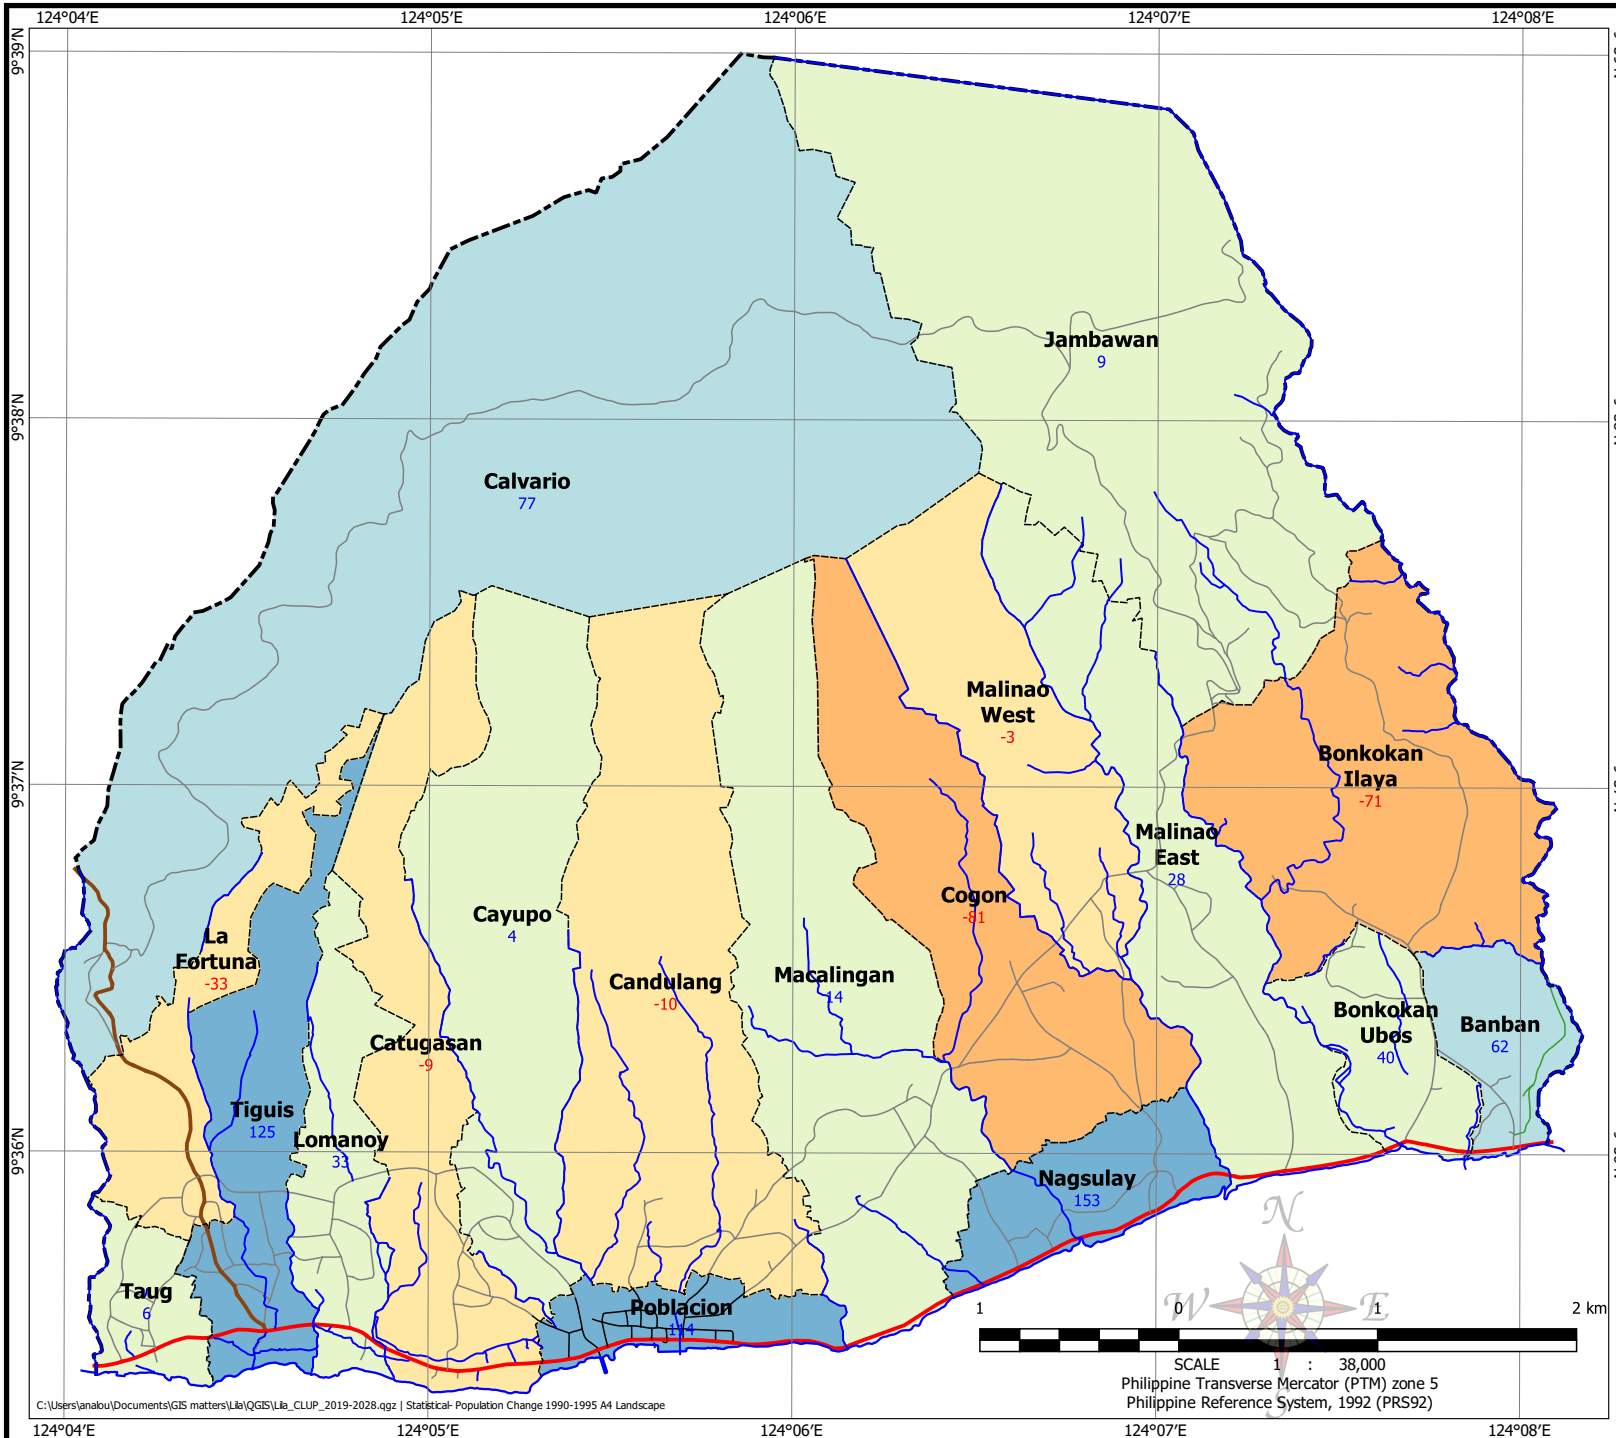 124°04′E 124°05′E 124°06′E 124°07′E 124°08′E
9°39′N
Jambawan
9
9°38′N
Calvario
77
Malinao
West
-3
Bonkokan
Ilaya
-71
9°37′N
Malinao
East
28
Cogon
-81
Cayupo
4
La
Fortuna
-33
Candulang
-10
Macalingan
14
Bonkokan
Ubos
40
Banban
62
Catugasan
-9
Tiguis
125
Lomanoy
33
9°36′N
Nagsulay
153
N
Taug
6
Poblacion
114
W E
1 0 1 2 km
SCALE 1 : 38,000
Philippine Transverse Mercator (PTM) zone 5
Philippine Reference System, 1992 (PRS92)
S
C:\Users\analou\Documents\GIS matters\Lila\QGIS\Lila_CLUP_2019-2028.qgz | Statistical- Population Change 1990-1995 A4 Landscape
124°04′E 124°05′E 124°06′E 124°07′E 124°08′E